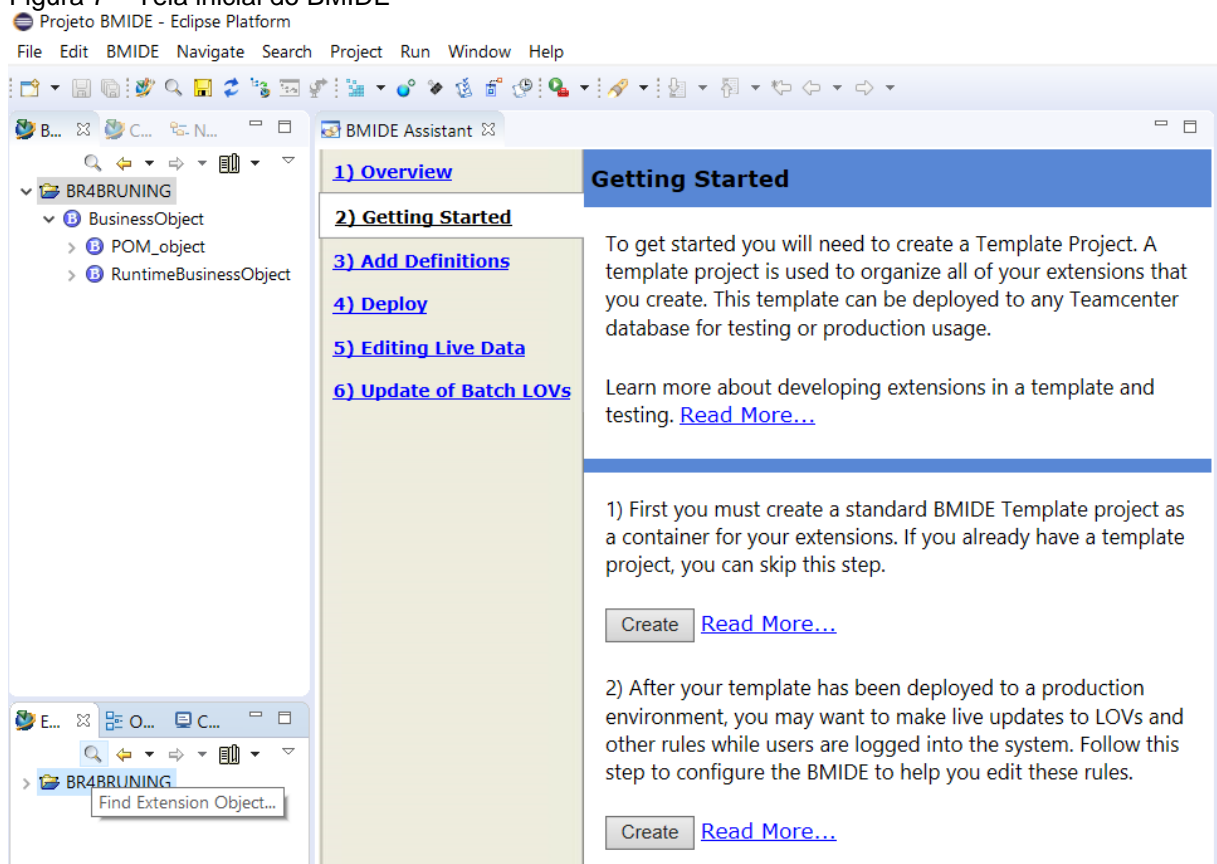 Figura 7 – Tela inicial do BMIDE
Projeto BMIDE - Eclipse Platform
File Edit BMIDE Navigate Search Project Run Window Help
B... C... N...
BR4BRUNING
BusinessObject
POM_object
RuntimeBusinessObject
BMIDE Assistant
1) Overview
2) Getting Started
3) Add Definitions
4) Deploy
5) Editing Live Data
6) Update of Batch LOVs
Getting Started
To get started you will need to create a Template Project. A
template project is used to organize all of your extensions that
you create. This template can be deployed to any Teamcenter
database for testing or production usage.
Learn more about developing extensions in a template and
testing. Read More...
1) First you must create a standard BMIDE Template project as
a container for your extensions. If you already have a template
project, you can skip this step.
Create Read More...
2) After your template has been deployed to a production
environment, you may want to make live updates to LOVs and
other rules while users are logged into the system. Follow this
step to configure the BMIDE to help you edit these rules.
Create Read More...
E... O... C...
BR4BRUNING
Find Extension Object...